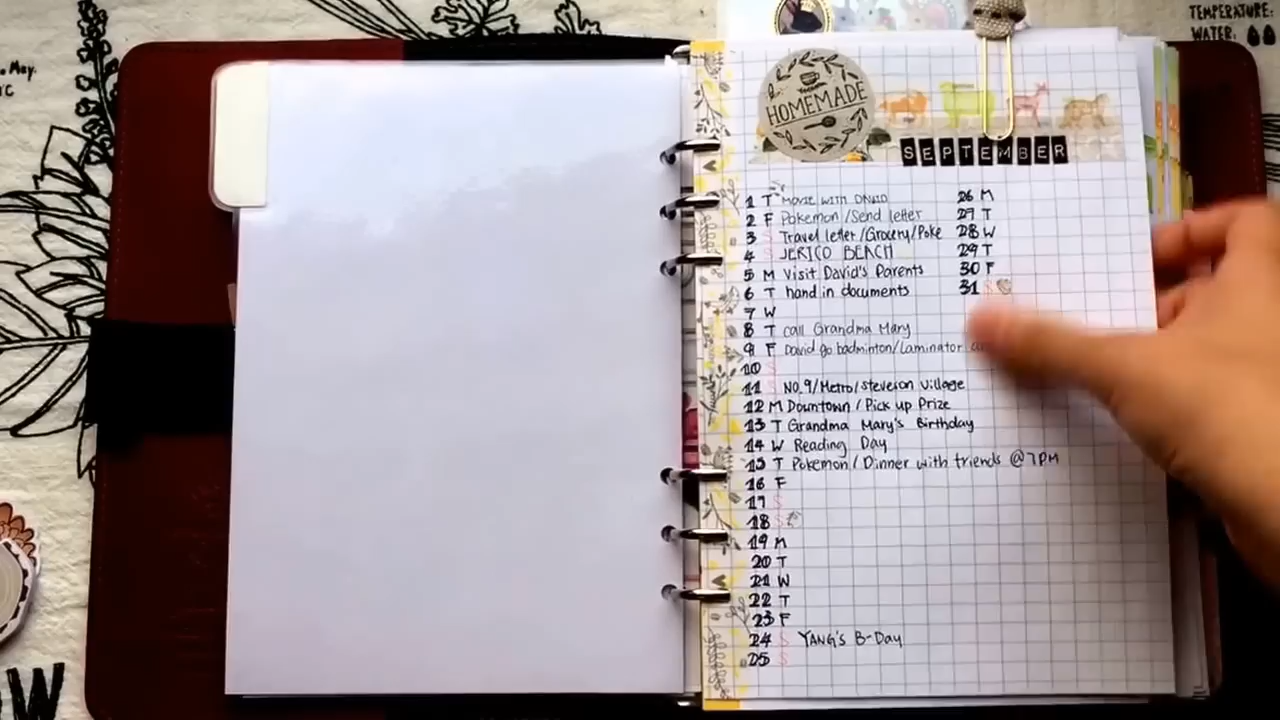 o May.
TEMPERATURE:
WATER:
HOMEMADE
SEPTEMBER
1 T MOVIE WITH DAVID
2 F Pokemon / Send letter
3 S Travel letter / Grocery / Poke
4 S JERICO BEACH
5 M Visit David's Parents
6 T hand in documents
7 W
8 T call Grandma Mary
9 F David go badminton / Laminator
10 S
11 S NO.9 / Metro / steveson Village
12 M Downtown / Pick up Prize
13 T Grandma Mary's Birthday
14 W Reading Day
15 T Pokemon / Dinner with friends @ 7PM
16 F
17 S
18 S
19 M
20 T
21 W
22 T
23 F
24 S YANG'S B-Day
25 S
26 M
27 T
28 W
29 T
30 F
31 S
OW